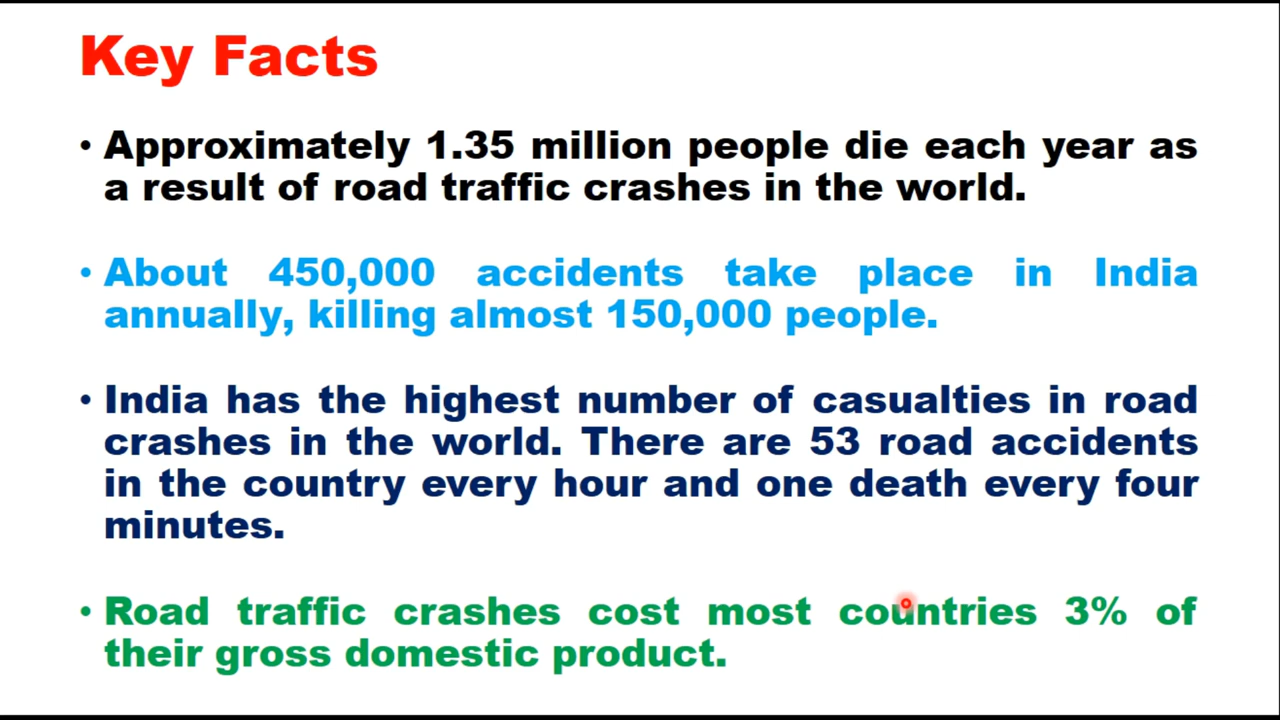 Key Facts
• Approximately 1.35 million people die each year as
a result of road traffic crashes in the world.
• About 450,000 accidents take place in India
annually, killing almost 150,000 people.
• India has the highest number of casualties in road
crashes in the world. There are 53 road accidents
in the country every hour and one death every four
minutes.
• Road traffic crashes cost most countries 3% of
their gross domestic product.